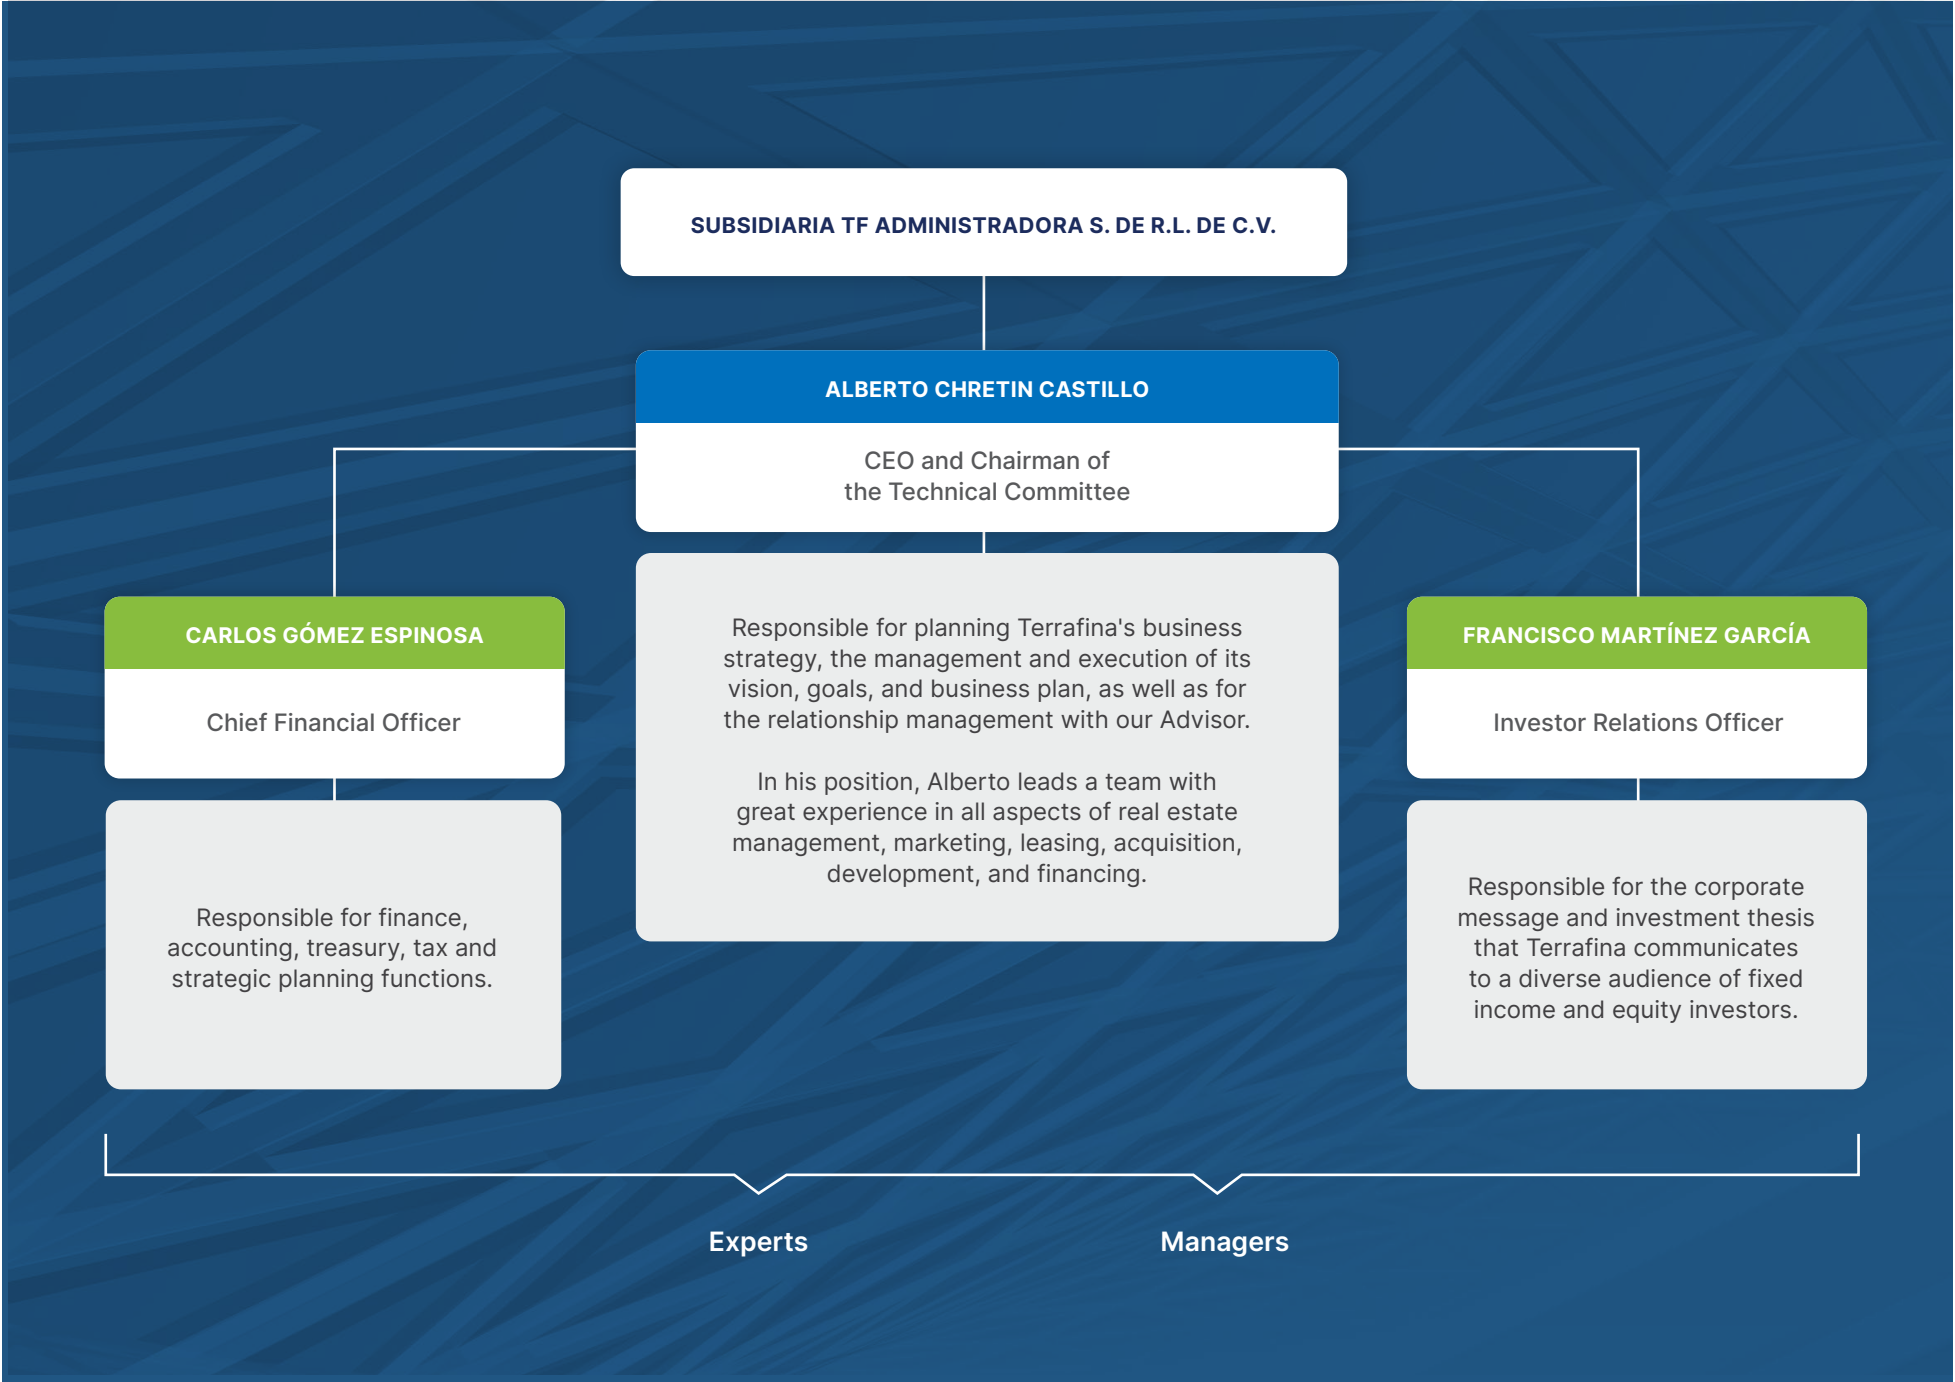 SUBSIDIARIA TF ADMINISTRADORA S. DE R.L. DE C.V.
ALBERTO CHRETIN CASTILLO
CEO and Chairman of
the Technical Committee
Responsible for planning Terrafina's business
strategy, the management and execution of its
vision, goals, and business plan, as well as for
the relationship management with our Advisor.
In his position, Alberto leads a team with
great experience in all aspects of real estate
management, marketing, leasing, acquisition,
development, and financing.
CARLOS GÓMEZ ESPINOSA
Chief Financial Officer
Responsible for finance,
accounting, treasury, tax and
strategic planning functions.
FRANCISCO MARTÍNEZ GARCÍA
Investor Relations Officer
Responsible for the corporate
message and investment thesis
that Terrafina communicates
to a diverse audience of fixed
income and equity investors.
Experts
Managers